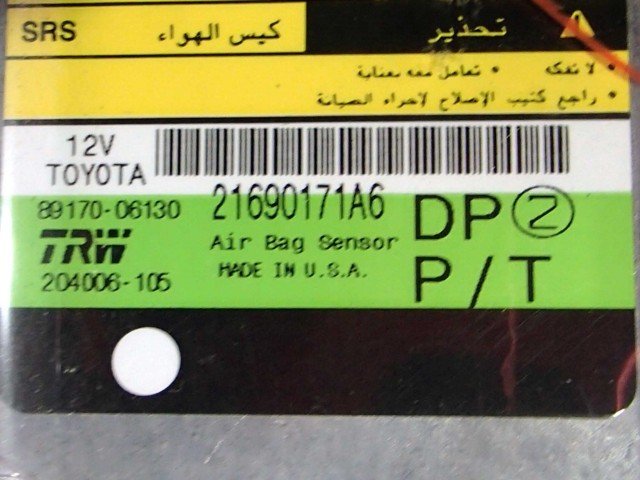 تحذير كيس الهواء SRS
• لا تفكه • تعامل معه بعناية
• راجع كتيب الإصلاح لاجراء الصيانة
12V
TOYOTA
89170-06130 21690171A6 DP ②
TRW Air Bag Sensor
204006-105 MADE IN U.S.A. P/T